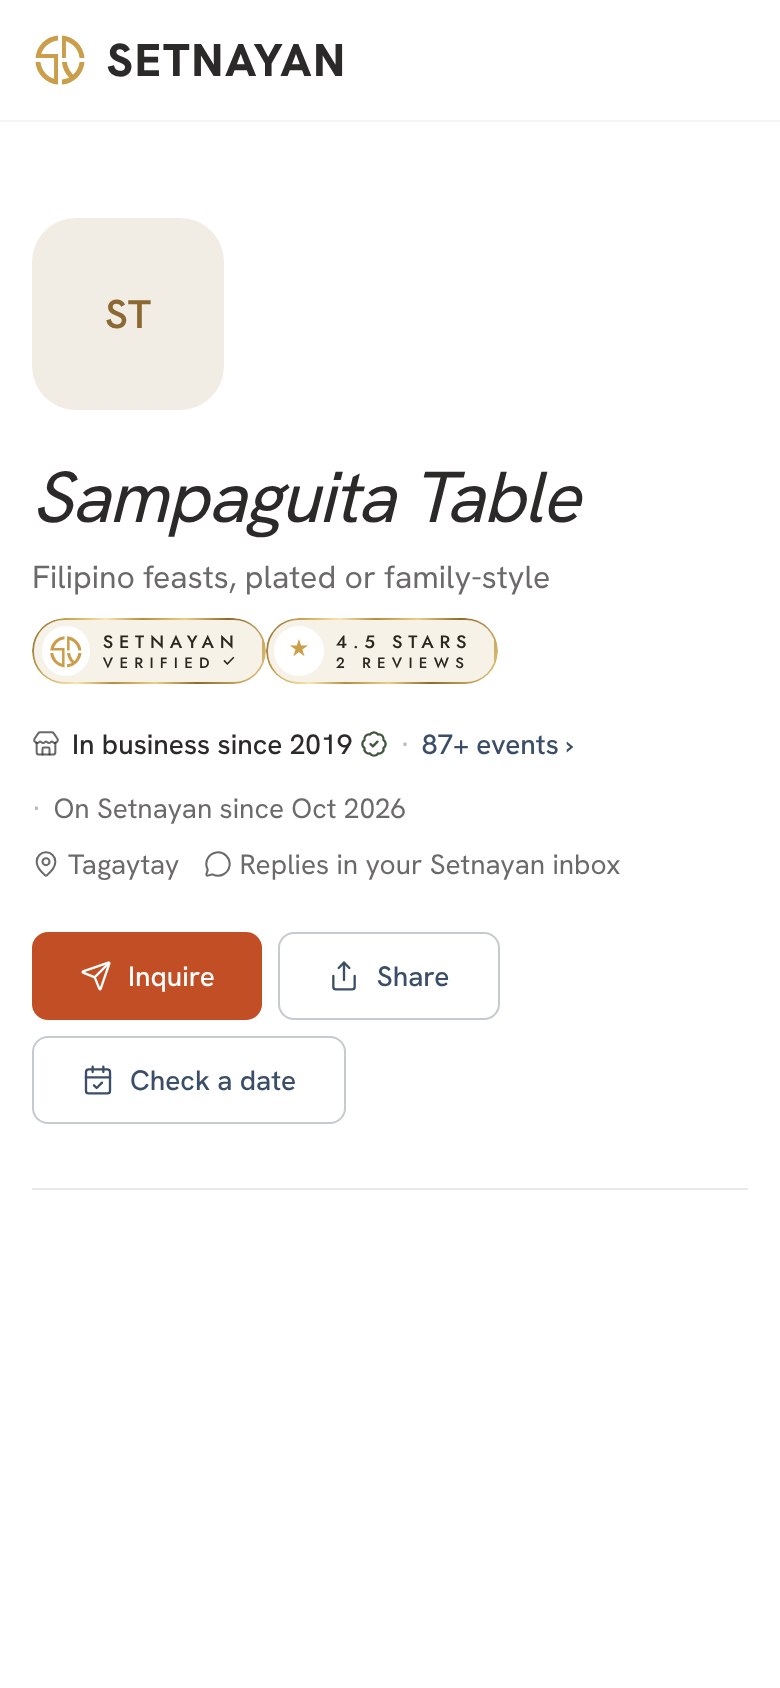 SETNAYAN
ST
Sampaguita Table
Filipino feasts, plated or family-style
SETNAYAN
VERIFIED ✓
★ 4.5 STARS
2 REVIEWS
In business since 2019 · 87+ events ›
· On Setnayan since Oct 2026
Tagaytay Replies in your Setnayan inbox
Inquire
Share
Check a date